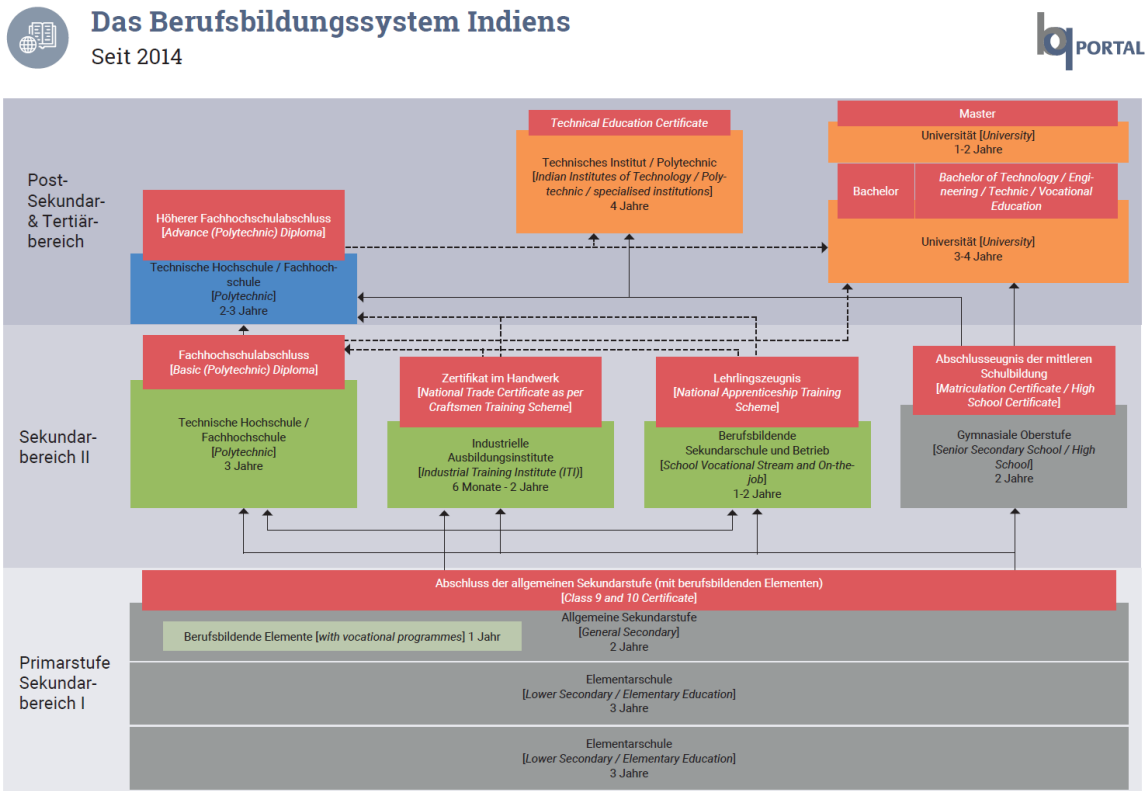 Das Berufsbildungssystem Indiens
Seit 2014
bq PORTAL
Post-
Sekundar-
& Tertiär-
bereich
Technical Education Certificate
Technisches Institut / Polytechnic
[Indian Institutes of Technology / Poly-
technic / specialised institutions]
4 Jahre
Master
Universität [University]
1-2 Jahre
Bachelor
Bachelor of Technology / Engi-
neering / Technic / Vocational
Education
Universität [University]
3-4 Jahre
Höherer Fachhochschulabschluss
[Advance (Polytechnic) Diploma]
Technische Hochschule / Fachhoch-
schule
[Polytechnic]
2-3 Jahre
Sekundar-
bereich II
Fachhochschulabschluss
[Basic (Polytechnic) Diploma]
Technische Hochschule /
Fachhochschule
[Polytechnic]
3 Jahre
Zertifikat im Handwerk
[National Trade Certificate as per
Craftsmen Training Scheme]
Industrielle
Ausbildungsinstitute
[Industrial Training Institute (ITI)]
6 Monate - 2 Jahre
Lehrlingszeugnis
[National Apprenticeship Training
Scheme]
Berufsbildende
Sekundarschule und Betrieb
[School Vocational Stream and On-the-
job]
1-2 Jahre
Abschlusseugnis der mittleren
Schulbildung
[Matriculation Certificate / High
School Certificate]
Gymnasiale Oberstufe
[Senior Secondary School / High
School]
2 Jahre
Primarstufe
Sekundar-
bereich I
Abschluss der allgemeinen Sekundarstufe (mit berufsbildenden Elementen)
[Class 9 and 10 Certificate]
Allgemeine Sekundarstufe
[General Secondary]
2 Jahre
Berufsbildende Elemente [with vocational programmes] 1 Jahr
Elementarschule
[Lower Secondary / Elementary Education]
3 Jahre
Elementarschule
[Lower Secondary / Elementary Education]
3 Jahre